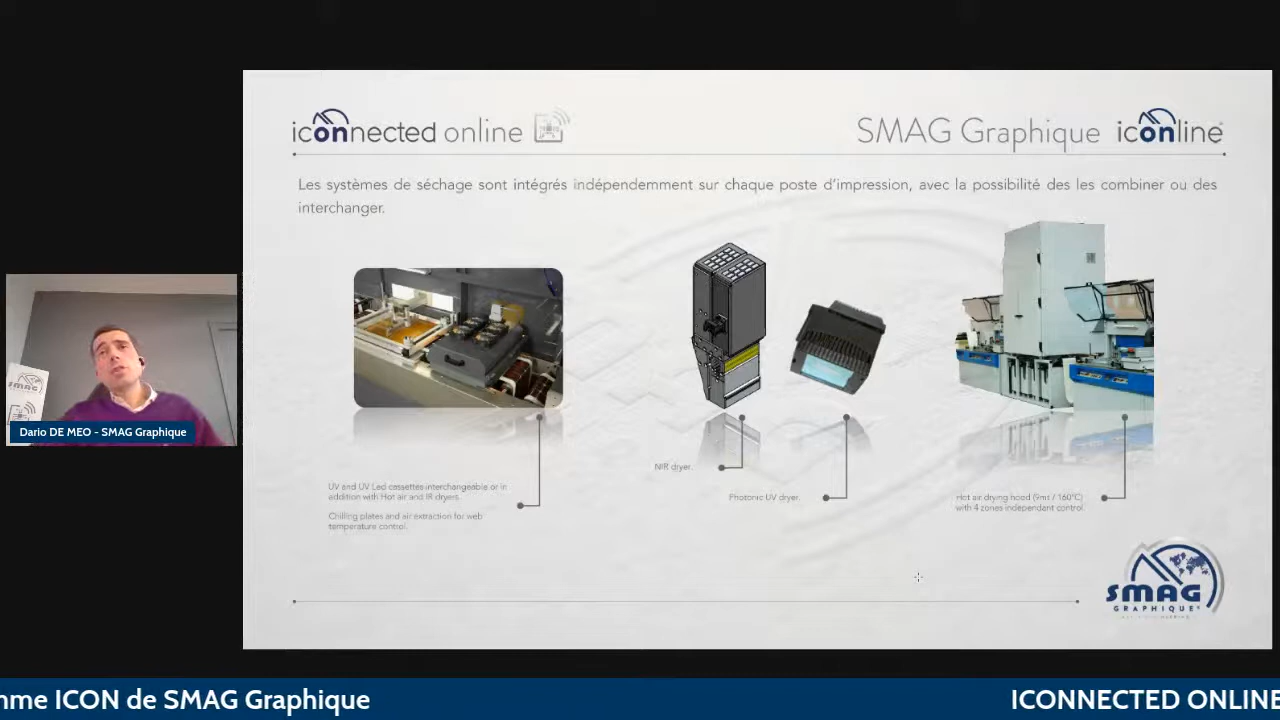 iconnected online
SMAG Graphique iconline
Les systèmes de séchage sont intégrés indépendemment sur chaque poste d'impression, avec la possibilité des les combiner ou des
interchanger.
SMAG
Dario DE MEO - SMAG Graphique
NIR dryer.
UV and UV Led cassettes interchangeable or in
addition with Hot air and IR dryers.
Photonic UV dryer.
Hot air drying hood (9mt / 160°C)
with 4 zones independant control.
Chilling plates and air extraction for web
temperature control.
SMAG
GRAPHIQUE
mme ICON de SMAG Graphique
ICONNECTED ONLINE